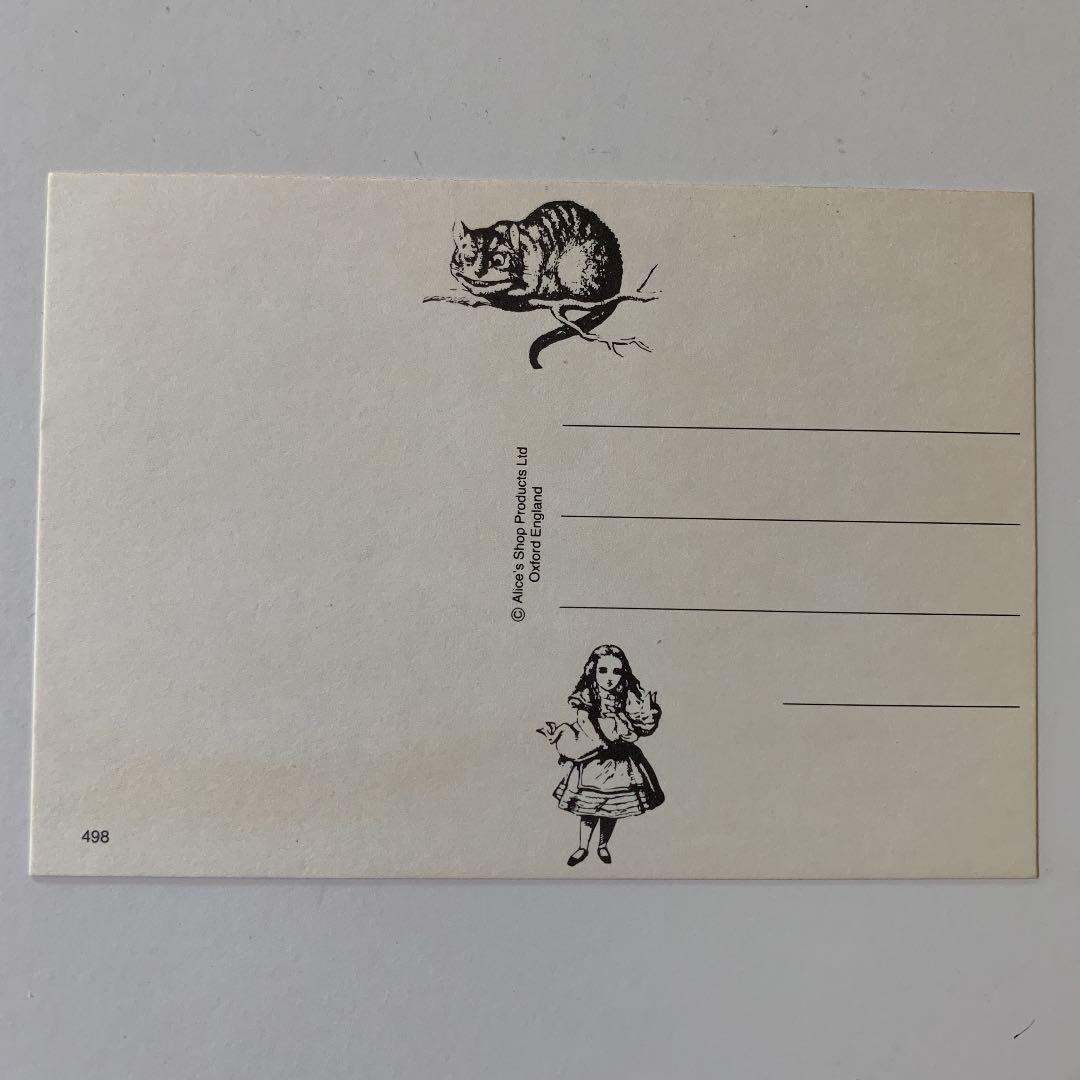 © Alice's Shop Products Ltd
Oxford England
498